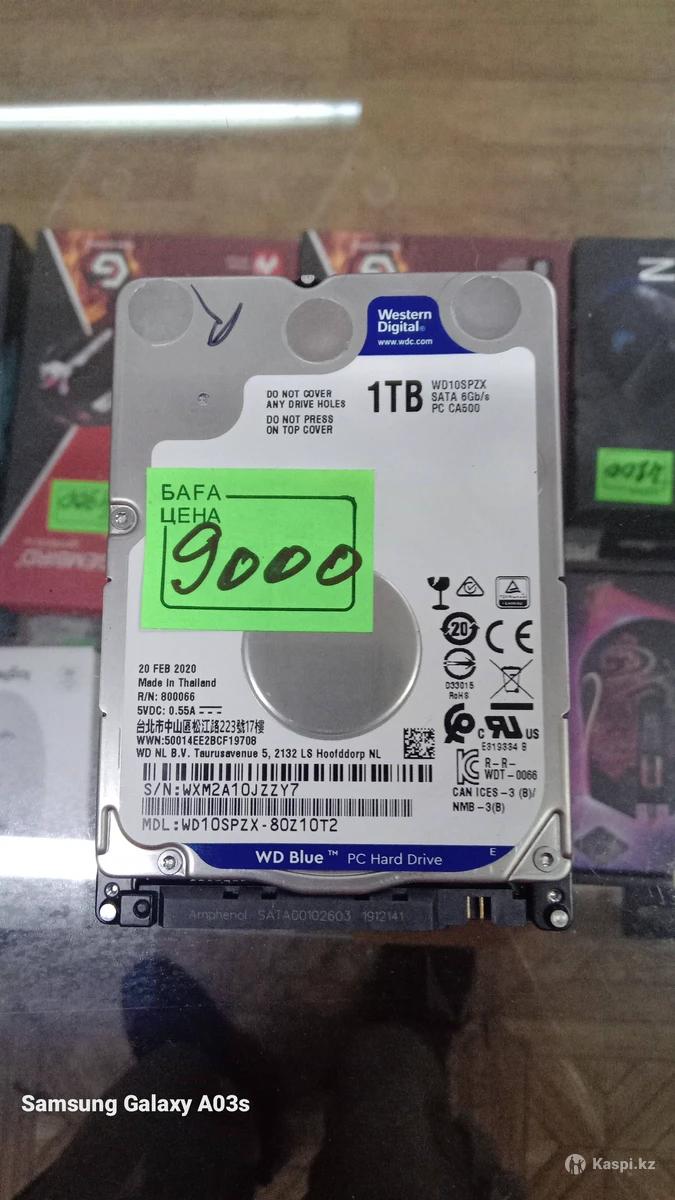 Western
Digital®
www.wdc.com
DO NOT COVER
ANY DRIVE HOLES
DO NOT PRESS
ON TOP COVER
1TB
WD10SPZX
SATA 6Gb/s
PC CA500
БАҒА
ЦЕНА
9000
20 FEB 2020
Made in Thailand
R/N: 800066
5VDC: 0.55A
台北市中山區松江路223號17樓
WWN:50014EE2BCF19708
WD NL B.V. Taurusavenue 5, 2132 LS Hoofddorp NL
S/N:WXM2A10JZZY7
MDL:WD10SPZX-80Z10T2
20
CE
D33015
RoHS
C US
E319334 B
R-R-
WDT-0066
CAN ICES-3 (B)/
NMB-3(B)
WD Blue™ PC Hard Drive
E
Amphenol SATA00102603 1912141
Samsung Galaxy A03s
Kaspi.kz